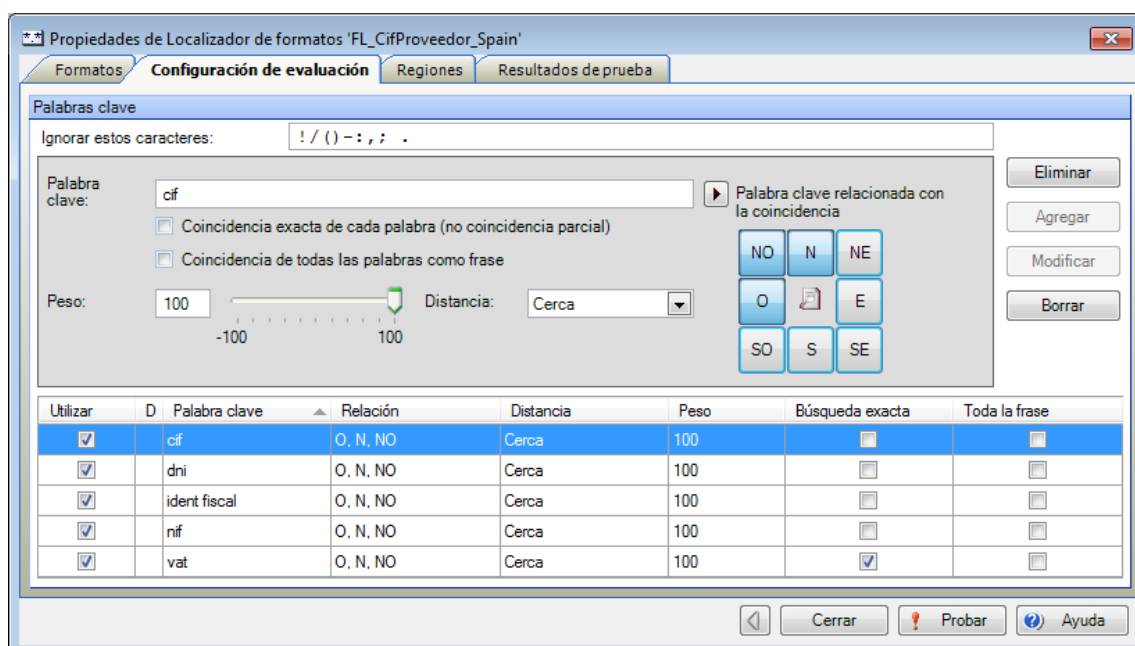 Propiedades de Localizador de formatos 'FL_CifProveedor_Spain'
Formatos Configuración de evaluación Regiones Resultados de prueba
Palabras clave
Ignorar estos caracteres: !/()-:,; .
Palabra clave: cif
Coincidencia exacta de cada palabra (no coincidencia parcial)
Coincidencia de todas las palabras como frase
Peso: 100
-100 100
Distancia: Cerca
Palabra clave relacionada con
la coincidencia
NO N NE
O E
SO S SE
Eliminar
Agregar
Modificar
Borrar
Utilizar D Palabra clave Relación Distancia Peso Búsqueda exacta Toda la frase
cif O, N, NO Cerca 100
dni O, N, NO Cerca 100
ident fiscal O, N, NO Cerca 100
nif O, N, NO Cerca 100
vat O, N, NO Cerca 100
Cerrar Probar Ayuda